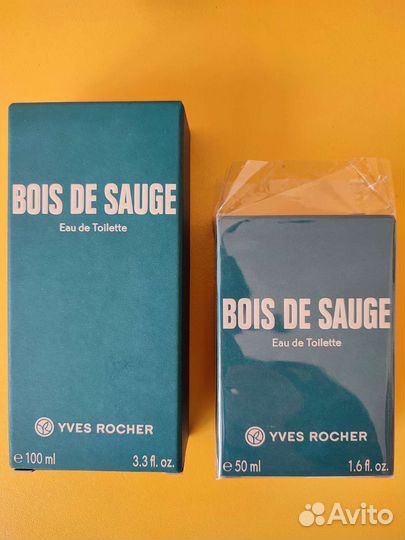 BOIS DE SAUGE
Eau de Toilette
YVES ROCHER
℮ 100 ml 3.3 fl. oz.
BOIS DE SAUGE
Eau de Toilette
YVES ROCHER
℮ 50 ml 1.6 fl. oz.
Avito